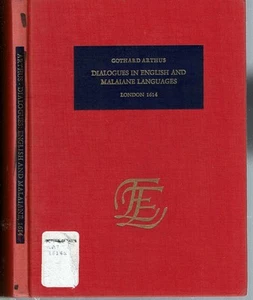 ARTHUS - DIALOGUES: ENGLISH AND MALAIANE, 1614 -
GOTHARD ARTHUS
DIALOGUES IN ENGLISH AND
MALAIANE LANGUAGES
LONDON 1614